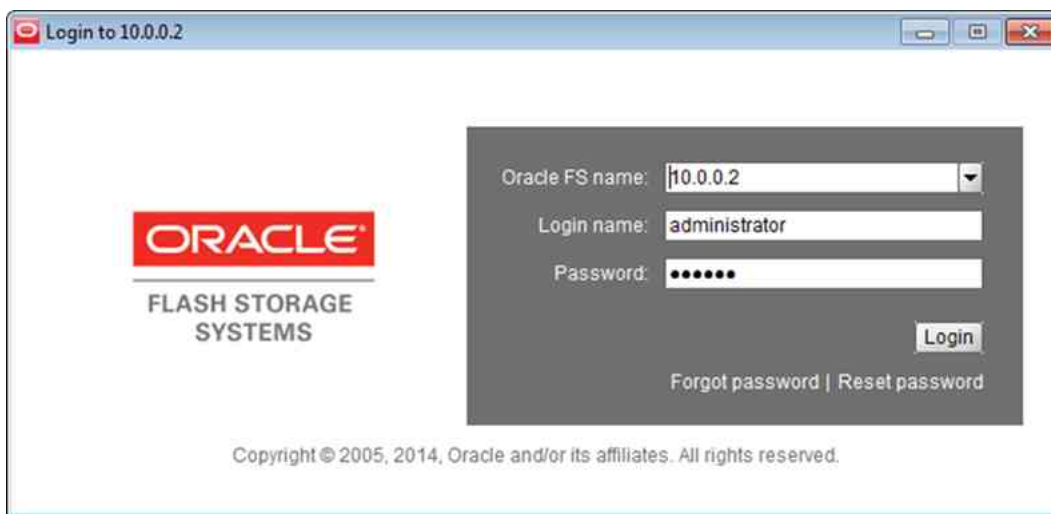 Login to 10.0.0.2
Oracle FS name: 10.0.0.2
Login name: administrator
Password: ••••••
ORACLE
FLASH STORAGE
SYSTEMS
Login
Forgot password | Reset password
Copyright © 2005, 2014, Oracle and/or its affiliates. All rights reserved.